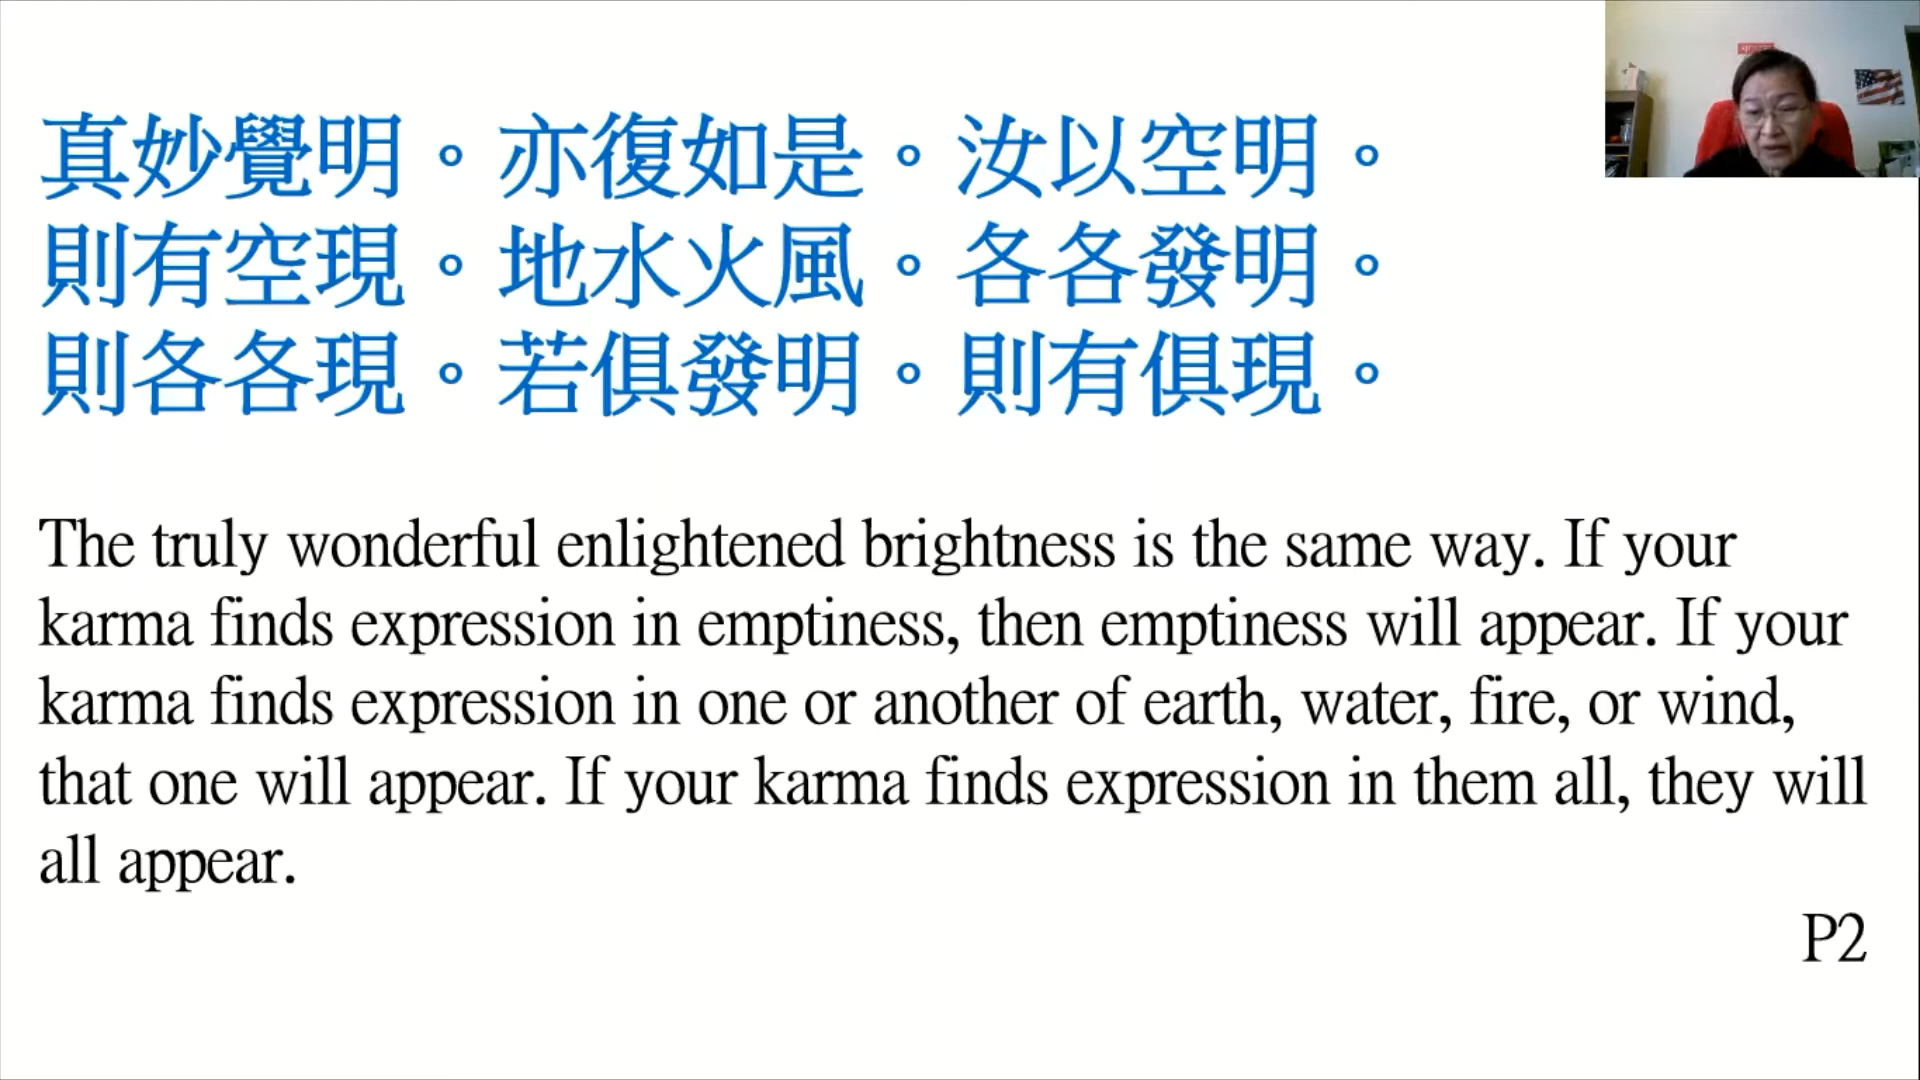 真妙覺明。亦復如是。汝以空明。
則有空現。地水火風。各各發明。
則各各現。若俱發明。則有俱現。
The truly wonderful enlightened brightness is the same way. If your
karma finds expression in emptiness, then emptiness will appear. If your
karma finds expression in one or another of earth, water, fire, or wind,
that one will appear. If your karma finds expression in them all, they will
all appear.
P2